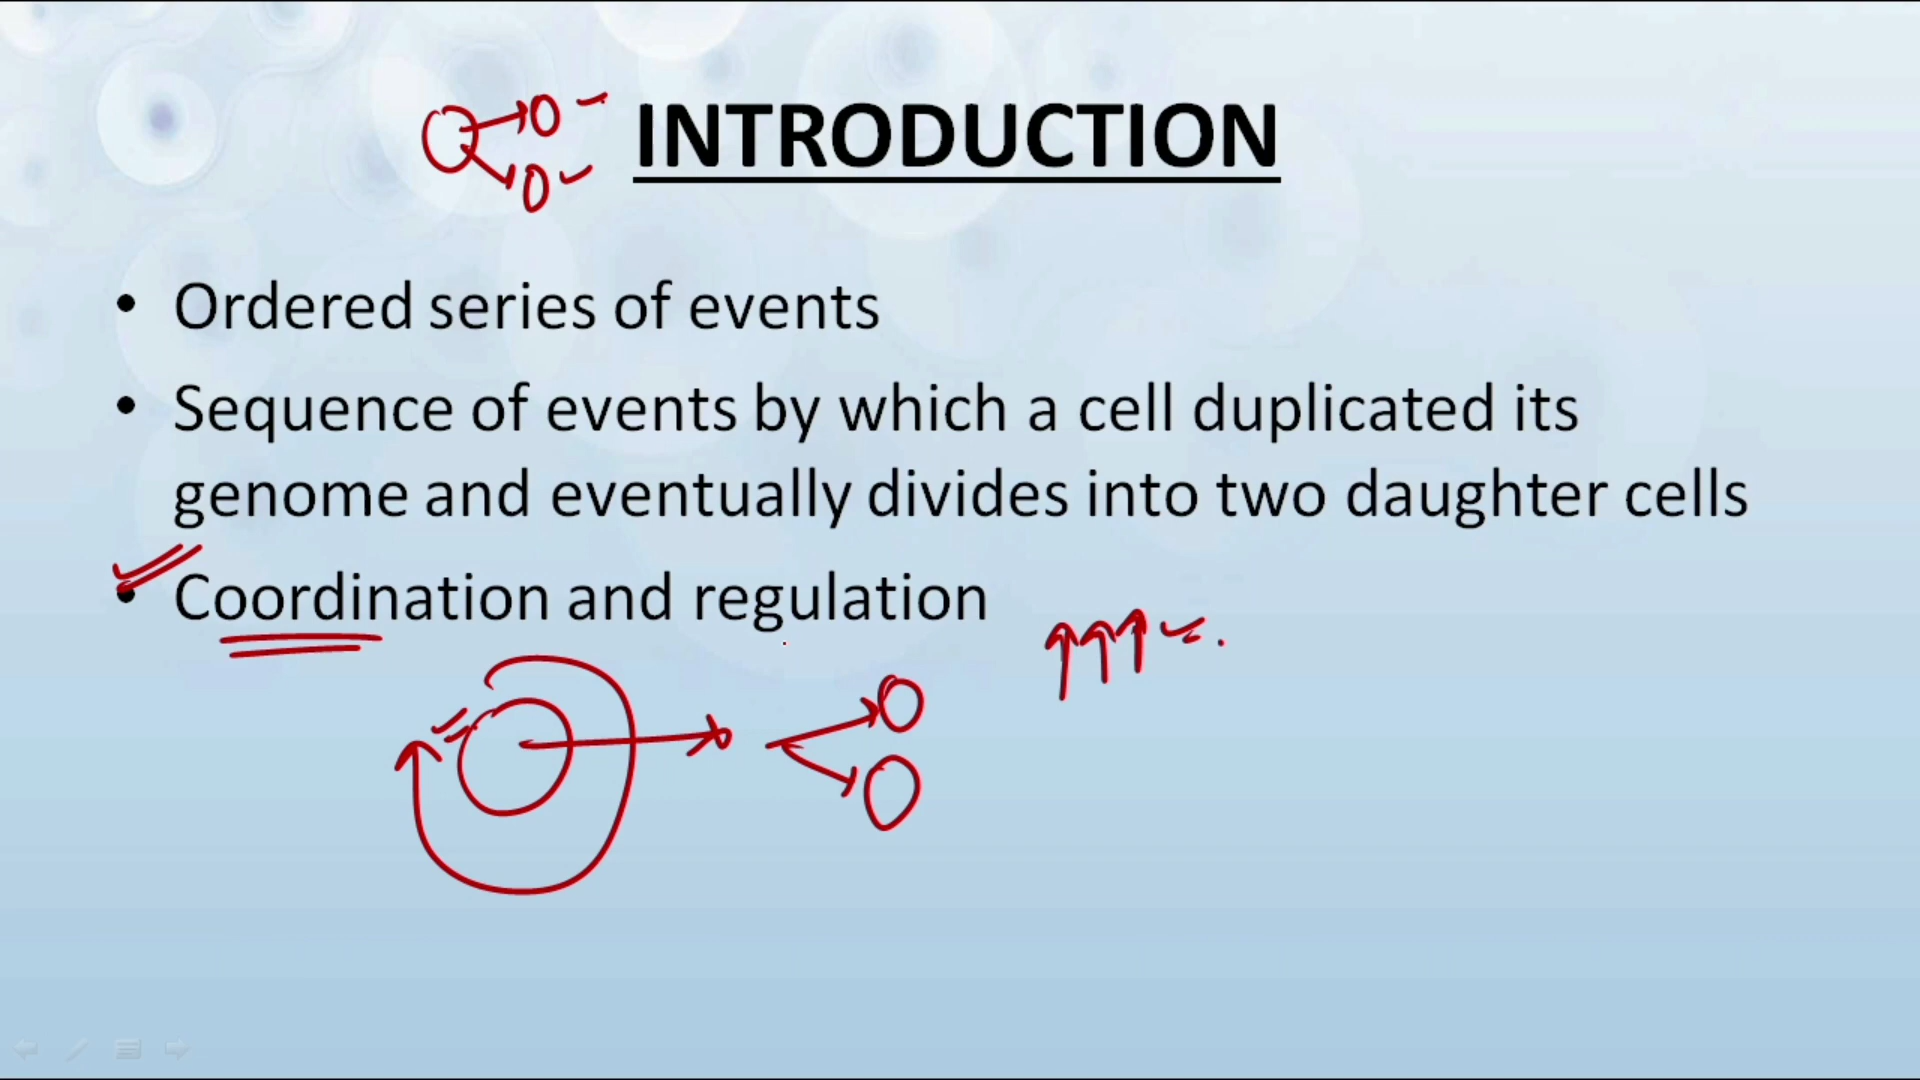 INTRODUCTION
• Ordered series of events
• Sequence of events by which a cell duplicated its
genome and eventually divides into two daughter cells
• Coordination and regulation